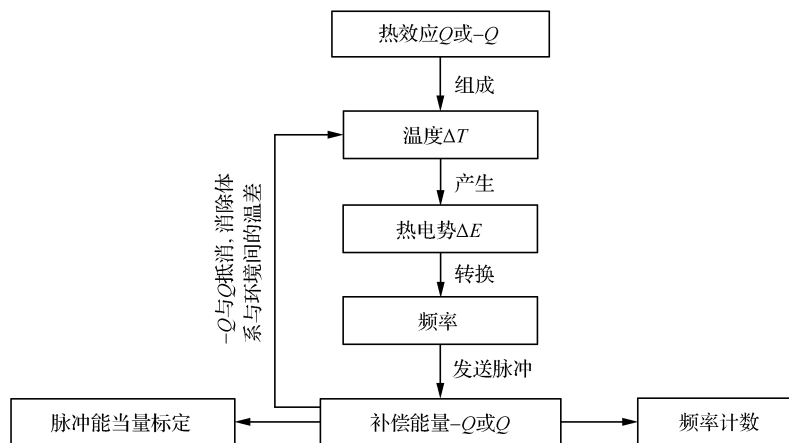 热效应Q或-Q
组成
温度ΔT
产生
热电势ΔE
转换
频率
发送脉冲
-Q与Q抵消,消除体
系与环境间的温差
脉冲能当量标定
补偿能量-Q或Q
频率计数